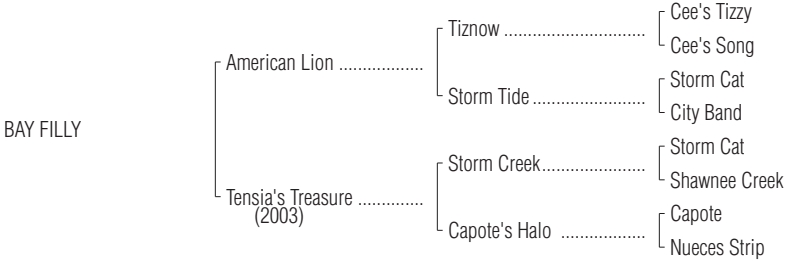 Cee's Tizzy
Tiznow ..............................
Cee's Song
American Lion ..................
Storm Cat
Storm Tide........................
City Band
BAY FILLY
Storm Cat
Storm Creek......................
Shawnee Creek
Tensia's Treasure ..............
(2003)
Capote
Capote's Halo ..................
Nueces Strip